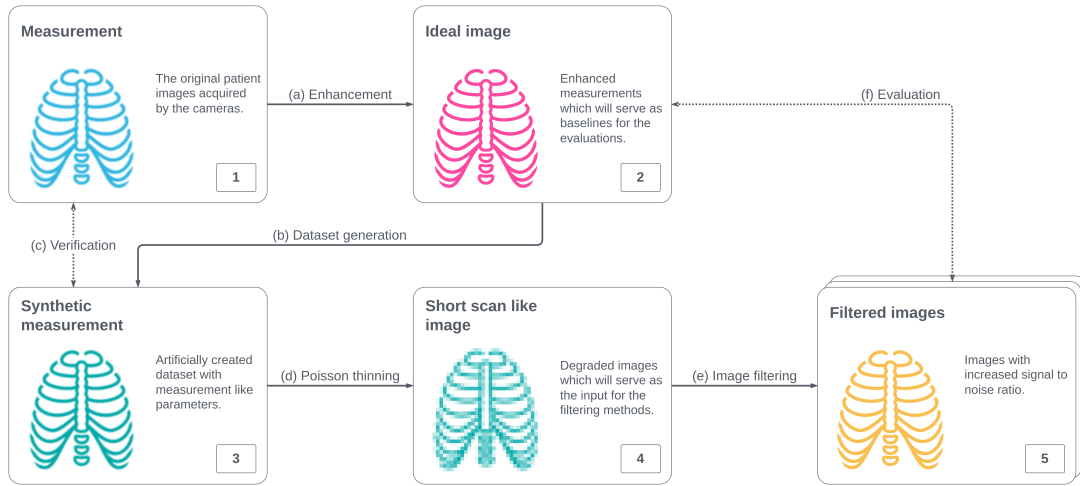 Measurement
The original patient
images acquired
by the cameras.
1
(a) Enhancement
Ideal image
Enhanced
measurements
which will serve as
baselines for the
evaluations.
2
(f) Evaluation
(c) Verification
(b) Dataset generation
Synthetic
measurement
Artificially created
dataset with
measurement like
parameters.
3
(d) Poisson thinning
Short scan like
image
Degraded images
which will serve as
the input for the
filtering methods.
4
(e) Image filtering
Filtered images
Images with
increased signal to
noise ratio.
5